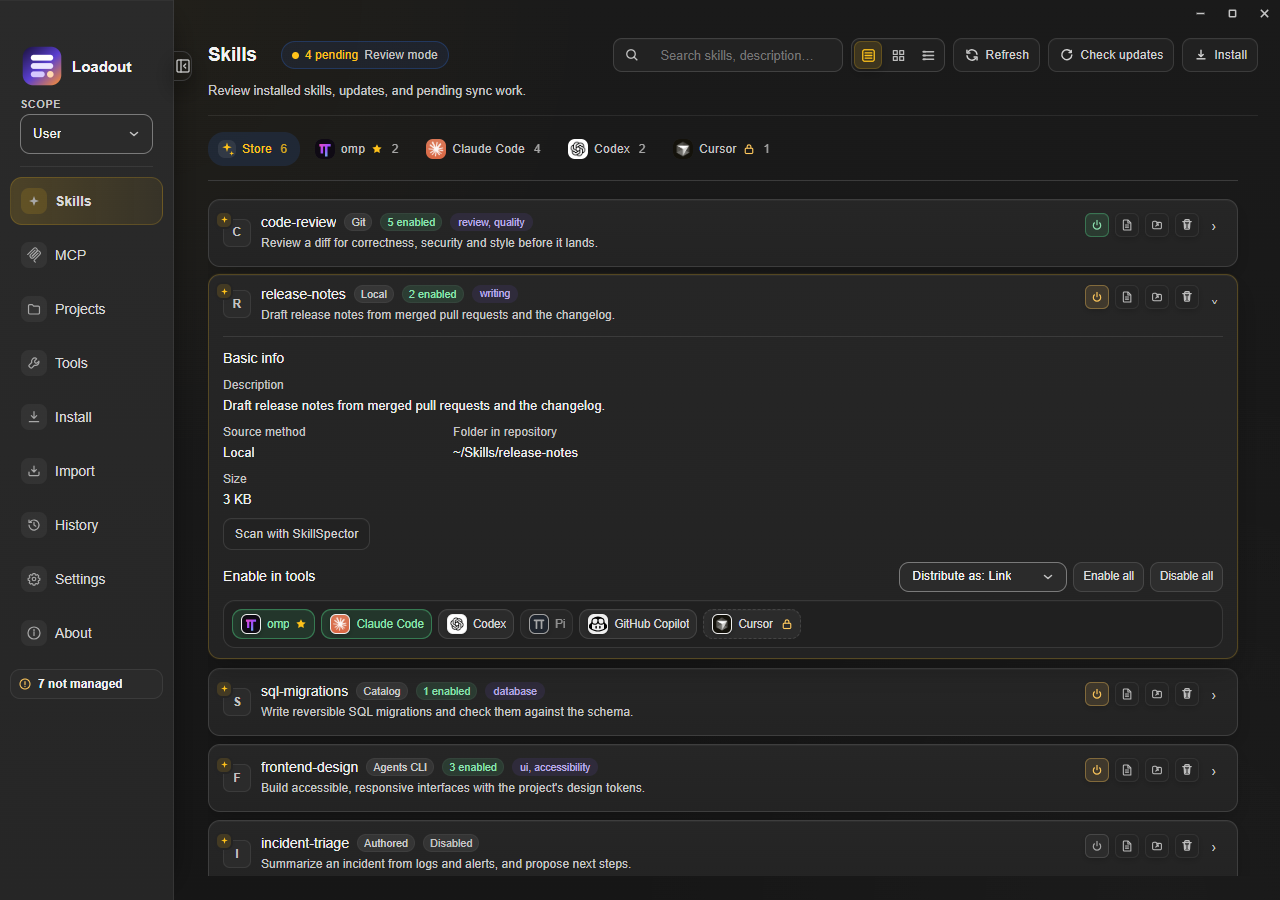 Loadout
SCOPE
User
Skills
MCP
Projects
Tools
Install
Import
History
Settings
About
7 not managed
Skills
4 pending Review mode
Search skills, description…
Refresh
Check updates
Install
Review installed skills, updates, and pending sync work.
Store 6
omp 2
Claude Code 4
Codex 2
Cursor 1
C
code-review Git 5 enabled review, quality
Review a diff for correctness, security and style before it lands.
R
release-notes Local 2 enabled writing
Draft release notes from merged pull requests and the changelog.
Basic info
Description
Draft release notes from merged pull requests and the changelog.
Source method Folder in repository
Local ~/Skills/release-notes
Size
3 KB
Scan with SkillSpector
Enable in tools Distribute as: Link Enable all Disable all
omp Claude Code Codex Pi GitHub Copilot Cursor
S
sql-migrations Catalog 1 enabled database
Write reversible SQL migrations and check them against the schema.
F
frontend-design Agents CLI 3 enabled ui, accessibility
Build accessible, responsive interfaces with the project's design tokens.
I
incident-triage Authored Disabled
Summarize an incident from logs and alerts, and propose next steps.